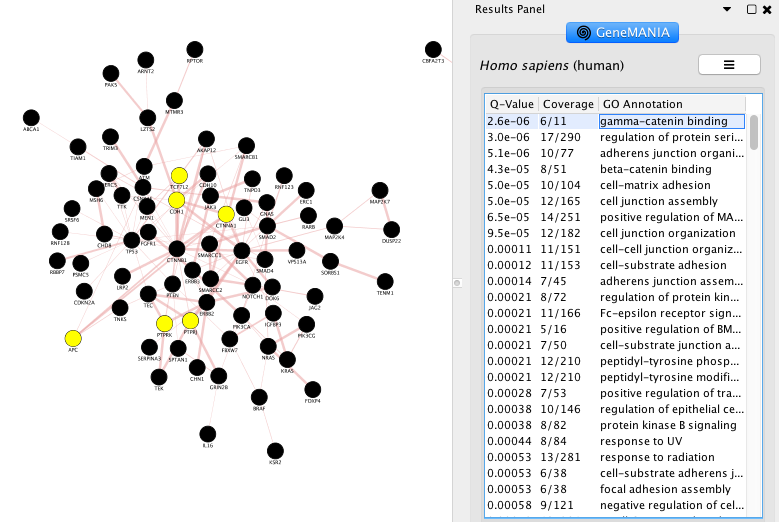 Results Panel
GeneMANIA
Homo sapiens (human)
Q-Value Coverage GO Annotation
2.6e-06 6/11 gamma-catenin binding
3.0e-06 17/290 regulation of protein seri...
5.1e-06 10/77 adherens junction organi...
4.3e-05 8/51 beta-catenin binding
5.0e-05 10/104 cell-matrix adhesion
5.0e-05 12/165 cell junction assembly
6.5e-05 14/251 positive regulation of MA...
9.5e-05 12/182 cell junction organization
0.00011 11/151 cell-cell junction organiz...
0.00012 11/153 cell-substrate adhesion
0.00014 7/45 adherens junction assem...
0.00021 8/72 regulation of protein kin...
0.00021 11/166 Fc-epsilon receptor sign...
0.00021 5/16 positive regulation of BM...
0.00021 7/50 cell-substrate junction a...
0.00021 12/210 peptidyl-tyrosine phosp...
0.00021 12/210 peptidyl-tyrosine modifi...
0.00028 7/53 positive regulation of tra...
0.00038 10/146 regulation of epithelial ce...
0.00038 8/82 protein kinase B signaling
0.00044 8/84 response to UV
0.00053 13/281 response to radiation
0.00053 6/38 cell-substrate adherens j...
0.00053 6/38 focal adhesion assembly
0.00058 9/121 negative regulation of cel...
RPTOR
CBFA2T3
ARNT2
PAK5
MTMR3
ABCA1
LZTS2
TRIM3
AKAP12
TIAM1
SMARCB1
ATM
TCF7L2
CDH10
TNPO3
RNF123
ERC5
MSH6
TTK
CDH1
JAK3
ERC1
MAP2K7
SRSF6
MEN1
CTNNA1
GLI3
GNAS
RARB
RNF128
CHD8
TP53
FGFR1
SMAD2
MAP2K4
DUSP22
RBBP7
PSMC5
CTNNB1
SMARCC1
EGFR
SMAD4
VPS13A
SORBS1
LRP2
ERBB3
PTEN
SMARCC2
TENM1
CDKN2A
TEC
NOTCH1
DDK6
JAG2
TNKS
ERBB2
PIK3CA
IGFBP3
PIK3CG
APC
PTPRK
PTPRJ
FBXW7
SERPINA3
SPTAN1
NRAS
KRAS
TEK
CHN1
GRIN2B
FOXP4
BRAF
IL16
KSR2